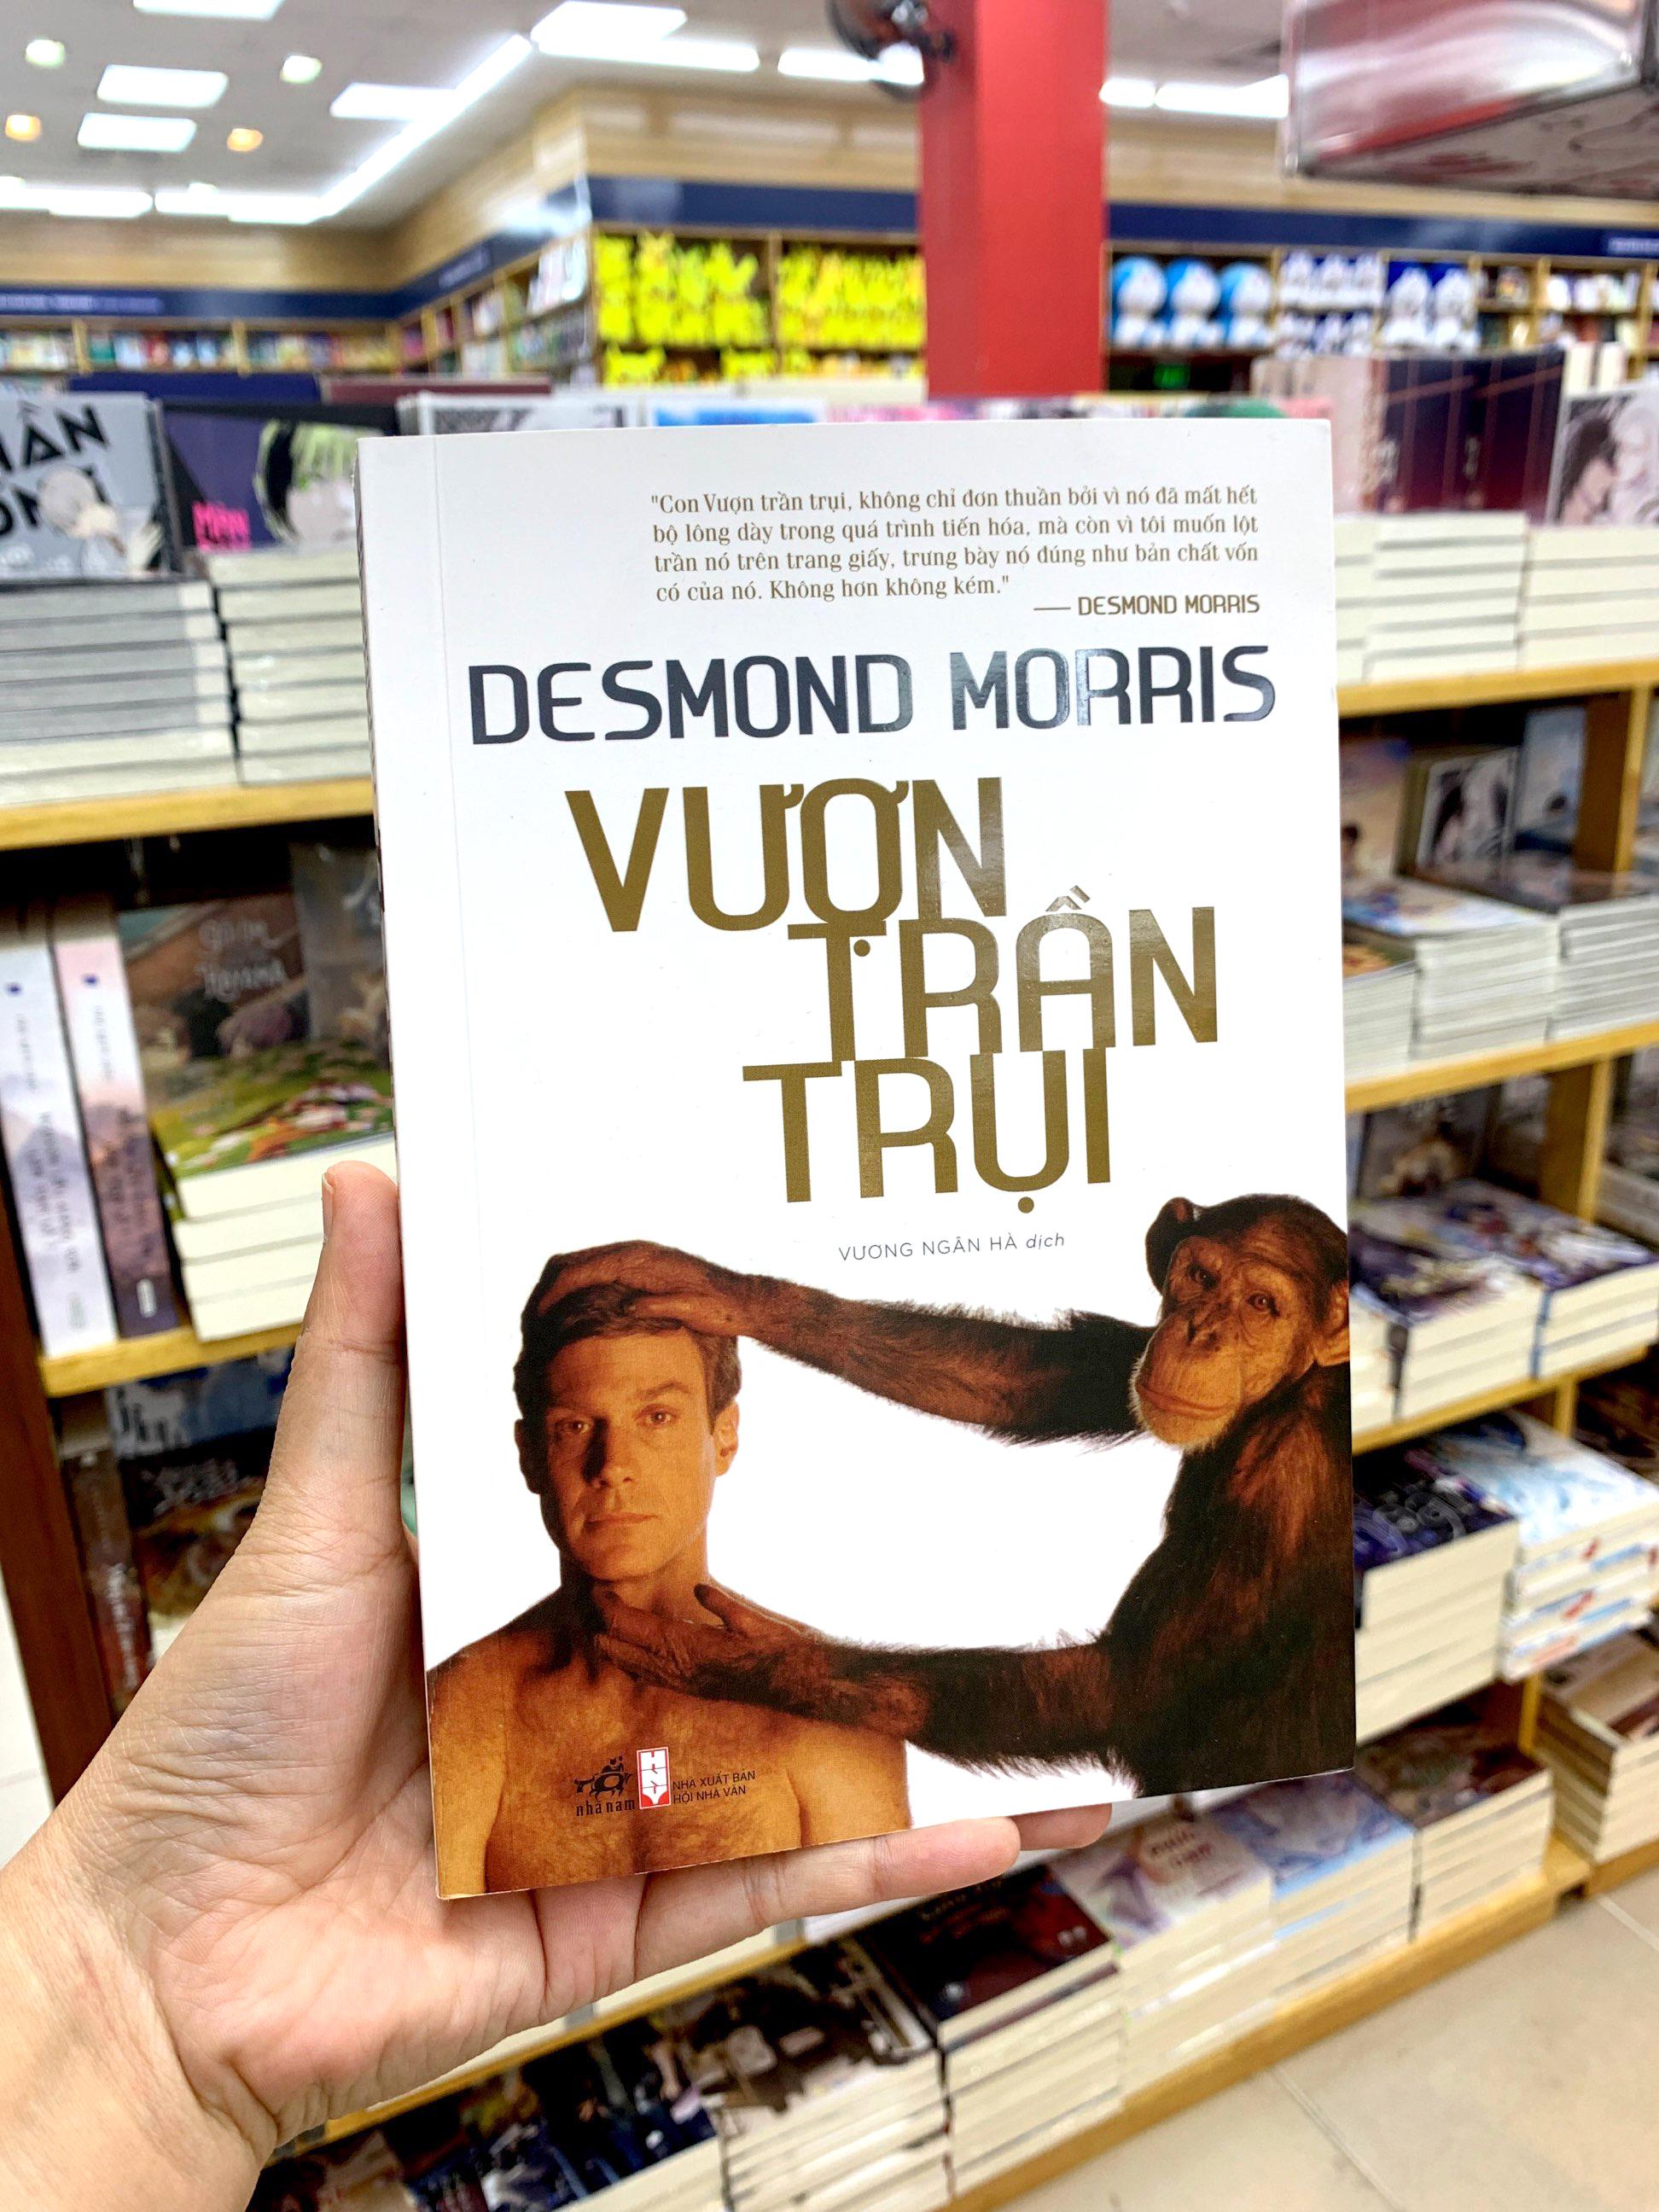 "Con Vượn trần trụi, không chỉ đơn thuần bởi vì nó đã mất hết
bộ lông dày trong quá trình tiến hóa, mà còn vì tôi muốn lột
trần nó trên trang giấy, trưng bày nó đúng như bản chất vốn
có của nó. Không hơn không kém."
— DESMOND MORRIS
DESMOND MORRIS
VƯỢN
TRẦN
TRỤI
VƯƠNG NGÂN HÀ dịch
nhã nam
NHÀ XUẤT BẢN
HỘI NHÀ VĂN